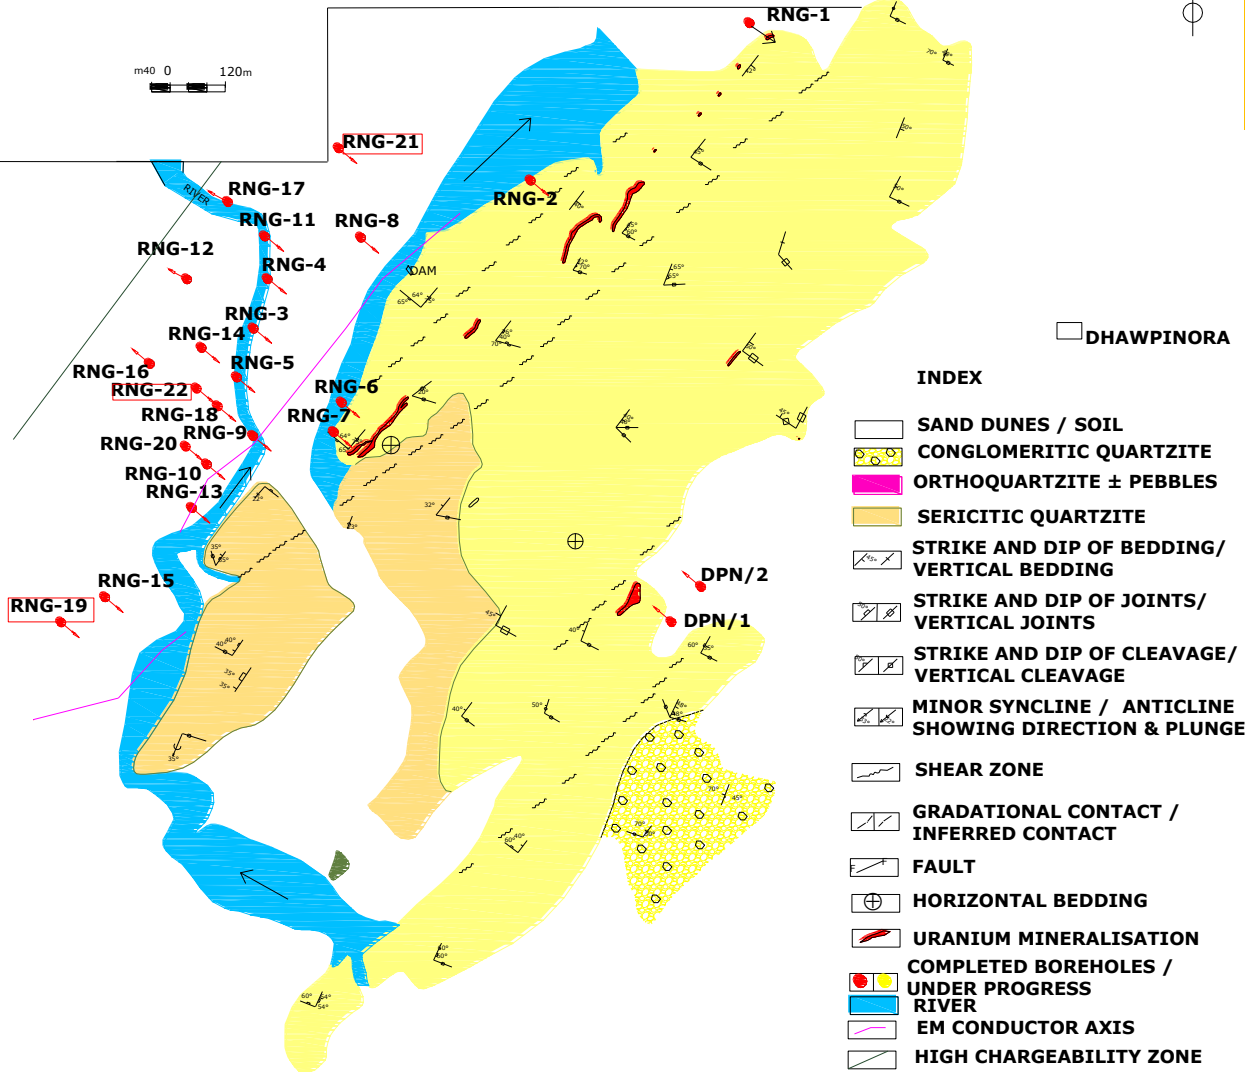 RNG-1
m40 0 120m
RNG-21
RNG-17
RIVER
RNG-2
RNG-11
RNG-8
RNG-12
RNG-4
DAM
RNG-3
RNG-14
RNG-5
RNG-16
RNG-22
RNG-6
RNG-18
RNG-7
RNG-9
RNG-20
RNG-10
RNG-13
RNG-15
RNG-19
DPN/2
DPN/1
DHAWPINORA
INDEX
SAND DUNES / SOIL
CONGLOMERITIC QUARTZITE
ORTHOQUARTZITE ± PEBBLES
SERICITIC QUARTZITE
STRIKE AND DIP OF BEDDING/
VERTICAL BEDDING
STRIKE AND DIP OF JOINTS/
VERTICAL JOINTS
STRIKE AND DIP OF CLEAVAGE/
VERTICAL CLEAVAGE
MINOR SYNCLINE / ANTICLINE
SHOWING DIRECTION & PLUNGE
SHEAR ZONE
GRADATIONAL CONTACT /
INFERRED CONTACT
FAULT
HORIZONTAL BEDDING
URANIUM MINERALISATION
COMPLETED BOREHOLES /
UNDER PROGRESS
RIVER
EM CONDUCTOR AXIS
HIGH CHARGEABILITY ZONE